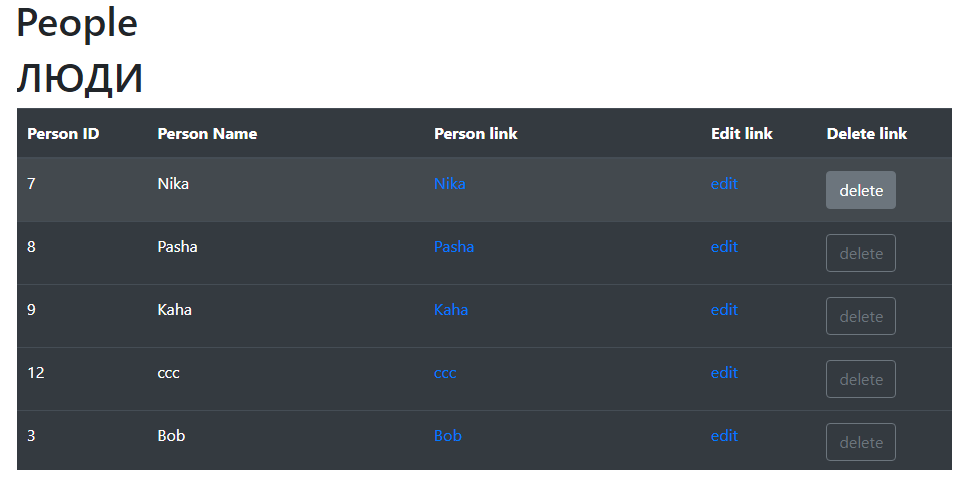 People
ЛЮДИ
Person ID Person Name Person link Edit link Delete link
7 Nika Nika edit delete
8 Pasha Pasha edit delete
9 Kaha Kaha edit delete
12 ccc ccc edit delete
3 Bob Bob edit delete